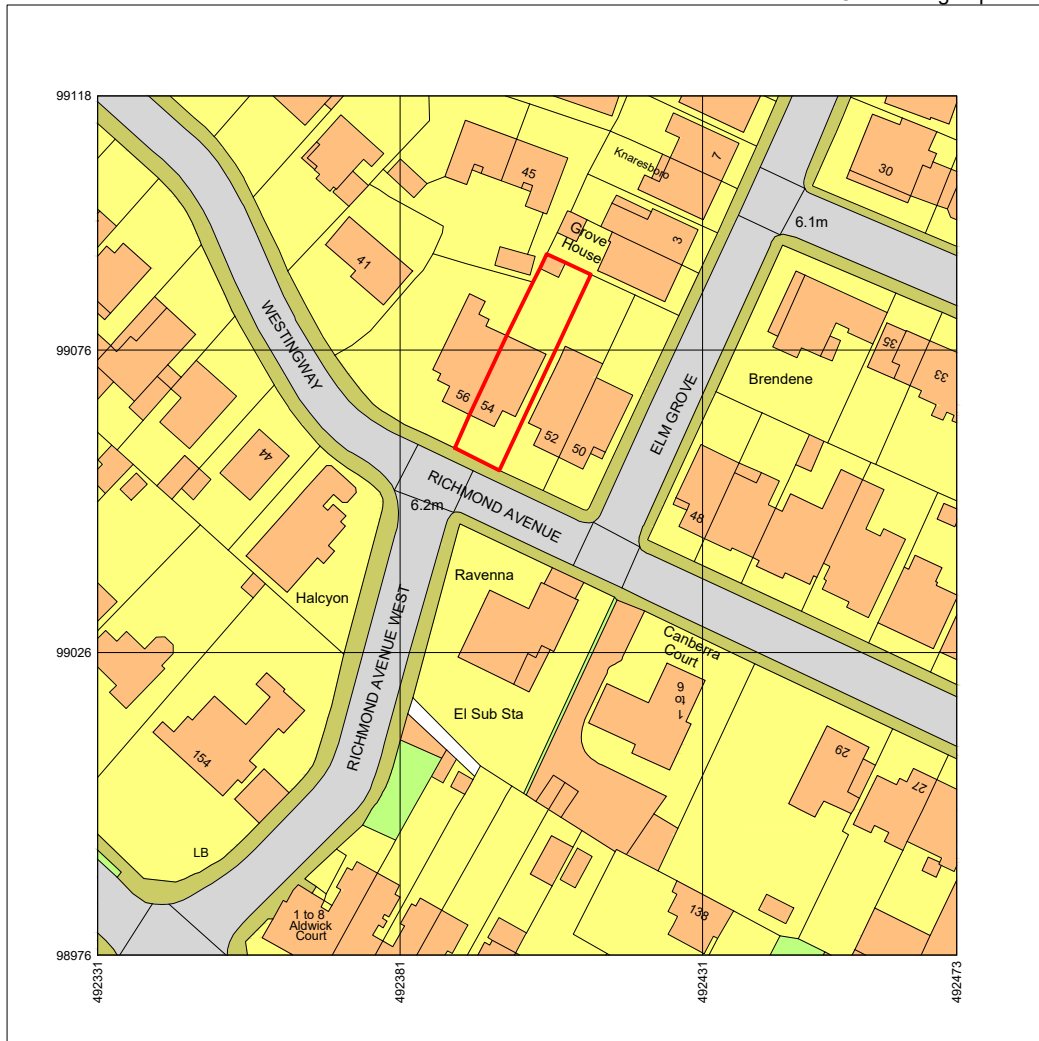 99118
45
Knaresboro
7
30
6.1m
Grove
House
3
41
WESTINGWAY
99076
35
33
Brendene
ELM GROVE
56
54
52
50
44
RICHMOND AVENUE
6.2m
48
Ravenna
Halcyon
RICHMOND AVENUE WEST
Canberra
Court
99026
1 to 6
El Sub Sta
154
29
27
LB
1 to 8
Aldwick
Court
138
98976
492331
492381
492431
492473